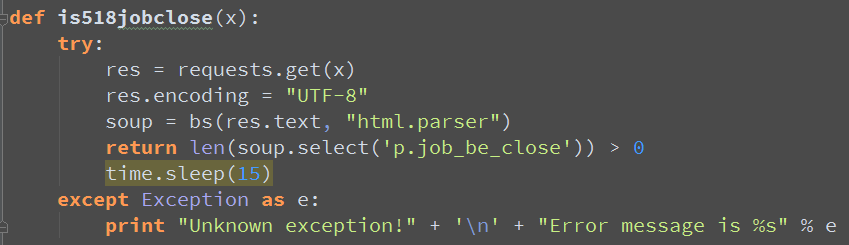 def is518jobclose(x):
    try:
        res = requests.get(x)
        res.encoding = "UTF-8"
        soup = bs(res.text, "html.parser")
        return len(soup.select('p.job_be_close')) > 0
        time.sleep(15)
    except Exception as e:
        print "Unknown exception!" + '\n' + "Error message is %s" % e